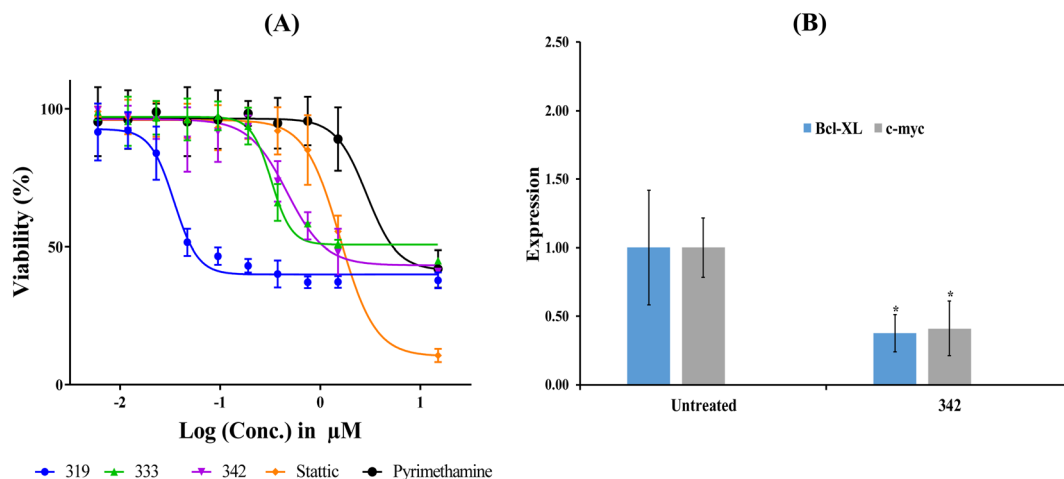 (A)
Viability (%)
100
50
0
-2 -1 0 1
Log (Conc.) in µM
319 333 342 Stattic Pyrimethamine
(B)
Expression
2.50
2.00
1.50
1.00
0.50
0.00
Bcl-XL c-myc
* *
Untreated 342